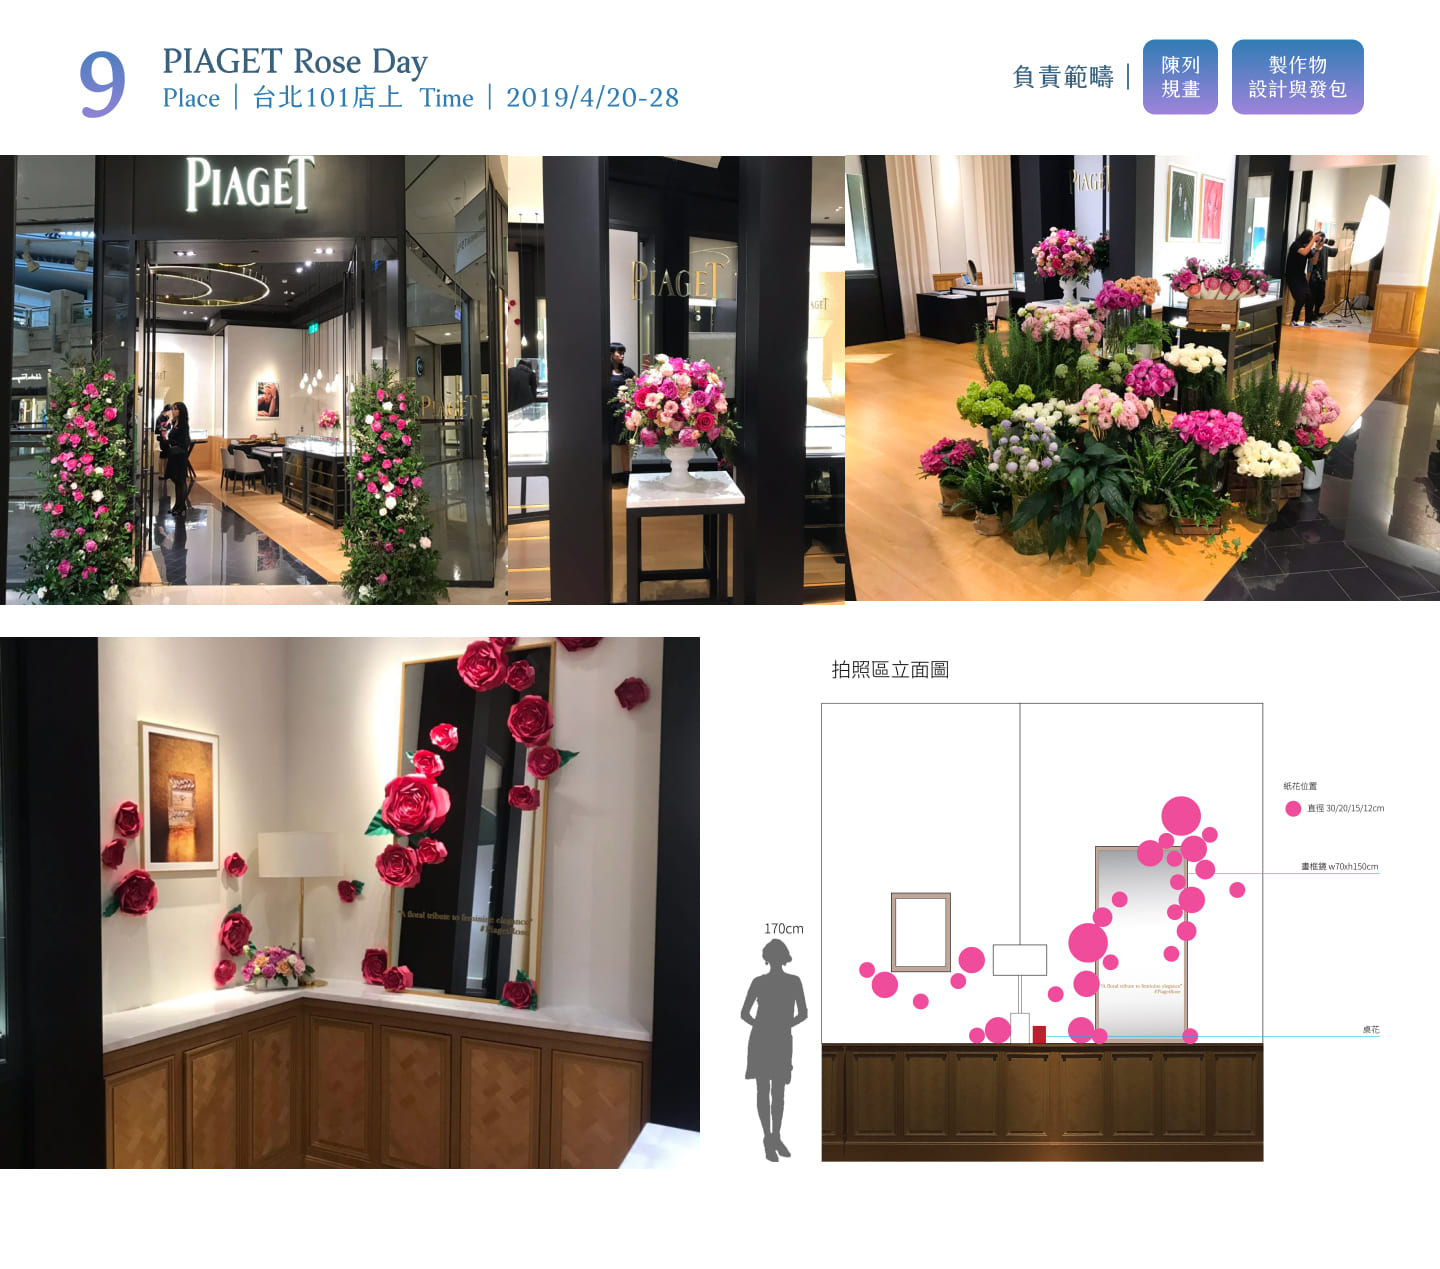 9
PIAGET Rose Day
Place｜台北101店上 Time｜2019/4/20-28
負責範疇｜
陳列
規畫
製作物
設計與發包
PIAGET
PIAGET
PIAGET
PIAGET
"A floral tribute to feminine elegance"
#PiagetRose
拍照區立面圖
紙花位置
直徑 30/20/15/12cm
畫框鏡 w70xh150cm
170cm
"A floral tribute to feminine elegance"
#PiagetRose
桌花